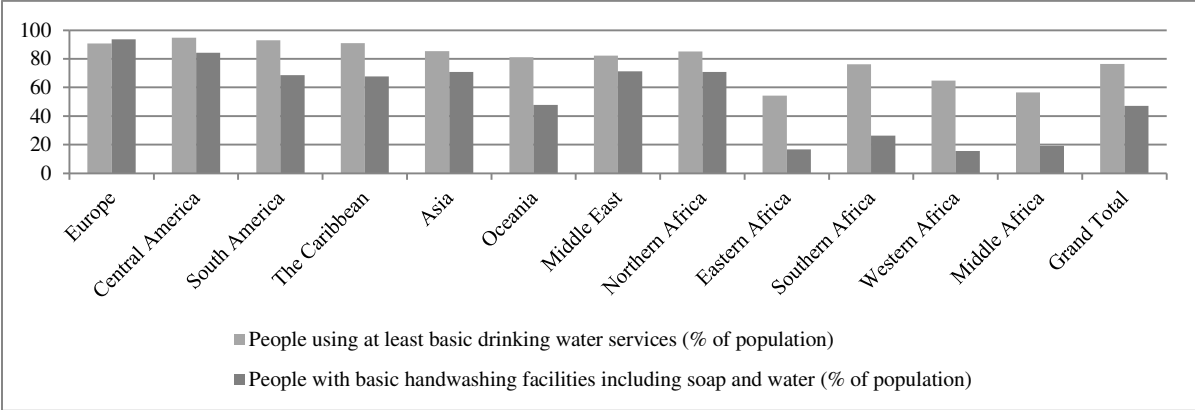 100
80
60
40
20
0
Europe
Central America
South America
The Caribbean
Asia
Oceania
Middle East
Northern Africa
Eastern Africa
Southern Africa
Western Africa
Middle Africa
Grand Total
People using at least basic drinking water services (% of population)
People with basic handwashing facilities including soap and water (% of population)